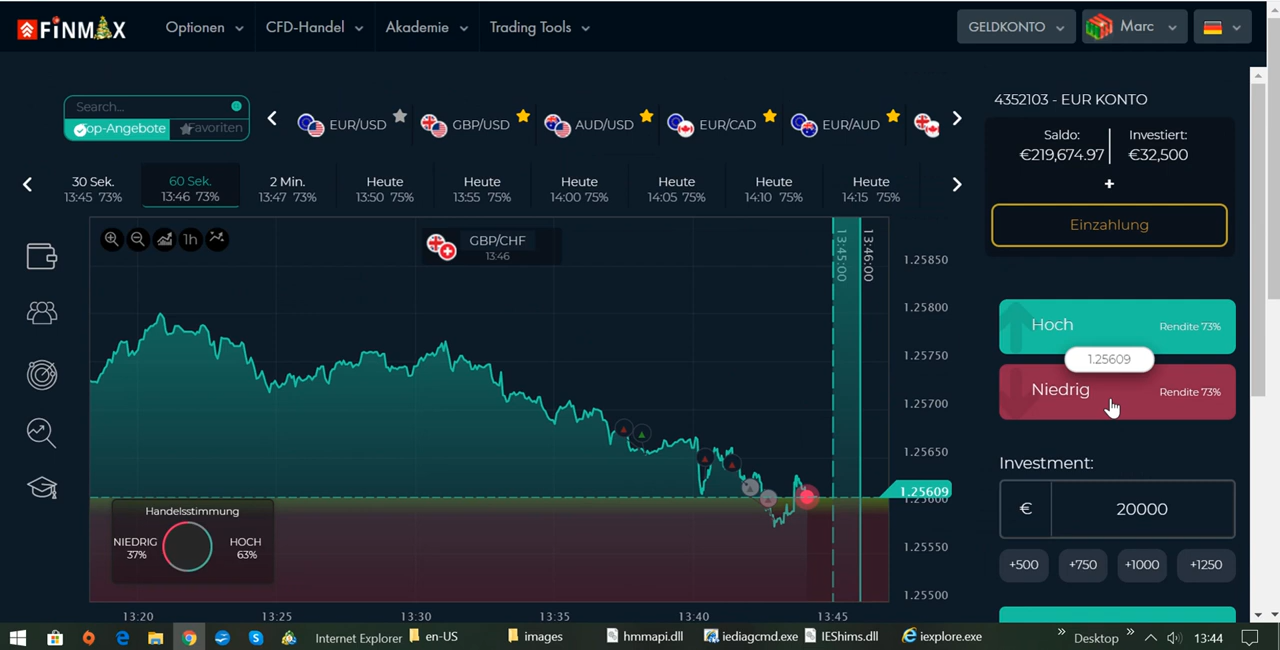 FiNMAX
Optionen
CFD-Handel
Akademie
Trading Tools
GELDKONTO
Marc
Search...
Top-Angebote
Favoriten
EUR/USD
GBP/USD
AUD/USD
EUR/CAD
EUR/AUD
30 Sek.
13:45 73%
60 Sek.
13:46 73%
2 Min.
13:47 73%
Heute
13:50 75%
Heute
13:55 75%
Heute
14:00 75%
Heute
14:05 75%
Heute
14:10 75%
Heute
14:15 75%
4352103 - EUR KONTO
Saldo:
€219,674.97
Investiert:
€32,500
+
Einzahlung
1h
GBP/CHF
13:46
13:45:00
13:46:00
1.25850
1.25800
1.25750
1.25700
1.25650
1.25609
1.25600
1.25550
1.25500
Handelsstimmung
NIEDRIG
37%
HOCH
63%
13:20
13:25
13:30
13:35
13:40
13:45
Hoch
Rendite 73%
1.25609
Niedrig
Rendite 73%
Investment:
€
20000
+500
+750
+1000
+1250
Internet Explorer
en-US
images
hmmapi.dll
iediagcmd.exe
IEShims.dll
iexplore.exe
Desktop
13:44